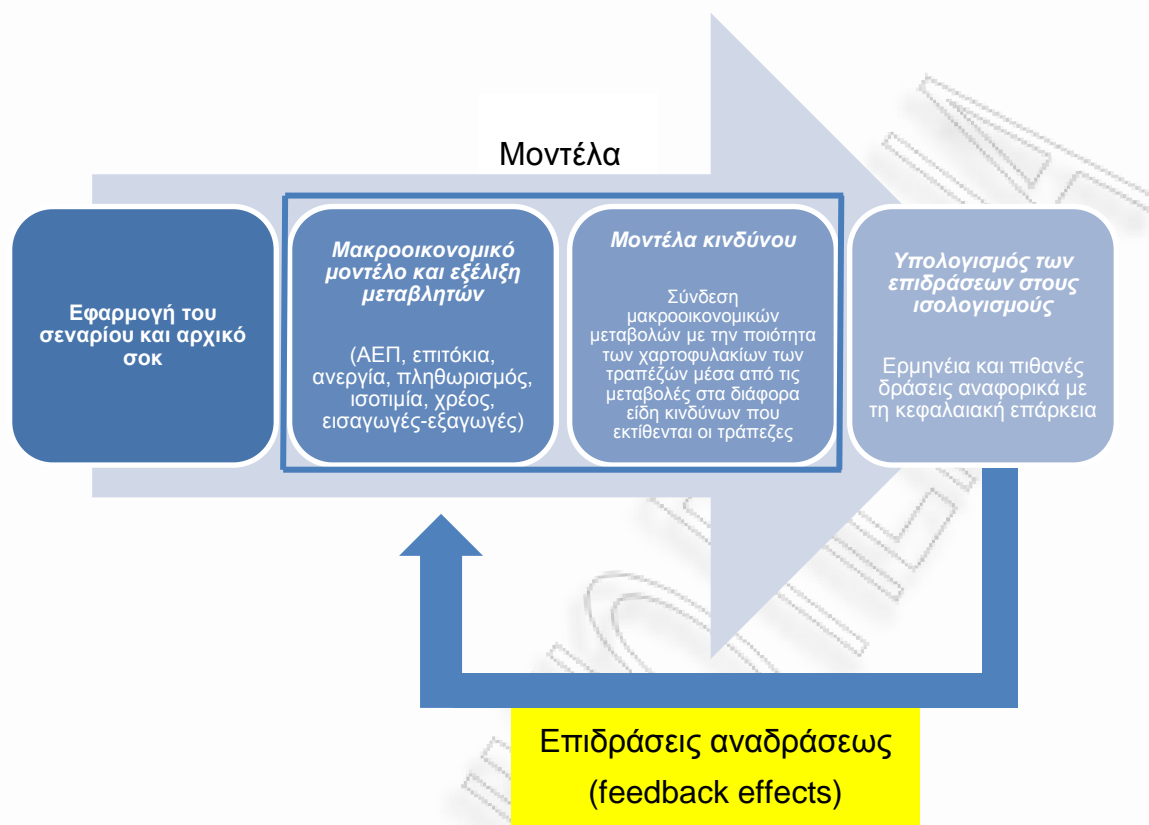 Μοντέλα
Εφαρμογή του
σεναρίου και αρχικό
σοκ
Μακροοικονομικό
μοντέλο και εξέλιξη
μεταβλητών
(ΑΕΠ, επιτόκια,
ανεργία, πληθωρισμός,
ισοτιμία, χρέος,
εισαγωγές-εξαγωγές)
Μοντέλα κινδύνου
Σύνδεση
μακροοικονομικών
μεταβολών με την ποιότητα
των χαρτοφυλακίων των
τραπέζών μέσα από τις
μεταβολές στα διάφορα
είδη κινδύνων που
εκτίθενται οι τράπεζες
Υπολογισμός των
επιδράσεων στους
ισολογισμούς
Ερμηνέια και πιθανές
δράσεις αναφορικά με
τη κεφαλαιακή επάρκεια
Επιδράσεις αναδράσεως
(feedback effects)